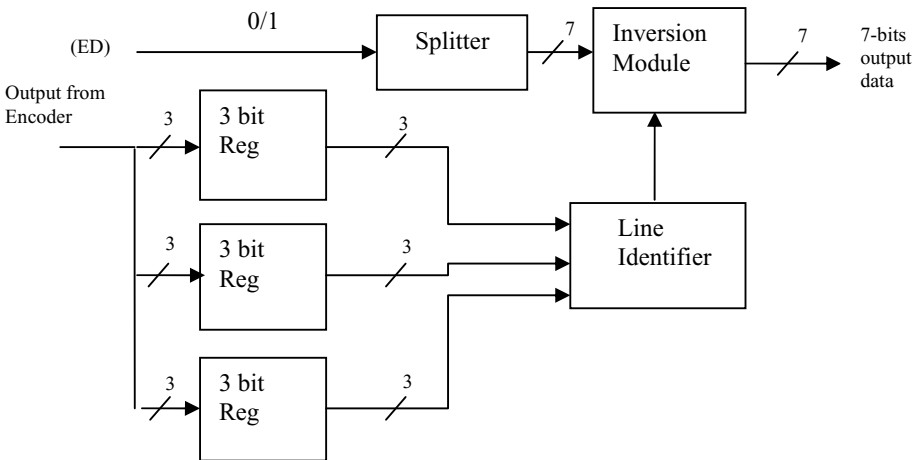 0/1
(ED)
Splitter
7
Inversion
Module
7
7-bits
output
data
Output from
Encoder
3
3 bit
Reg
3
3
3 bit
Reg
3
Line
Identifier
3
3 bit
Reg
3